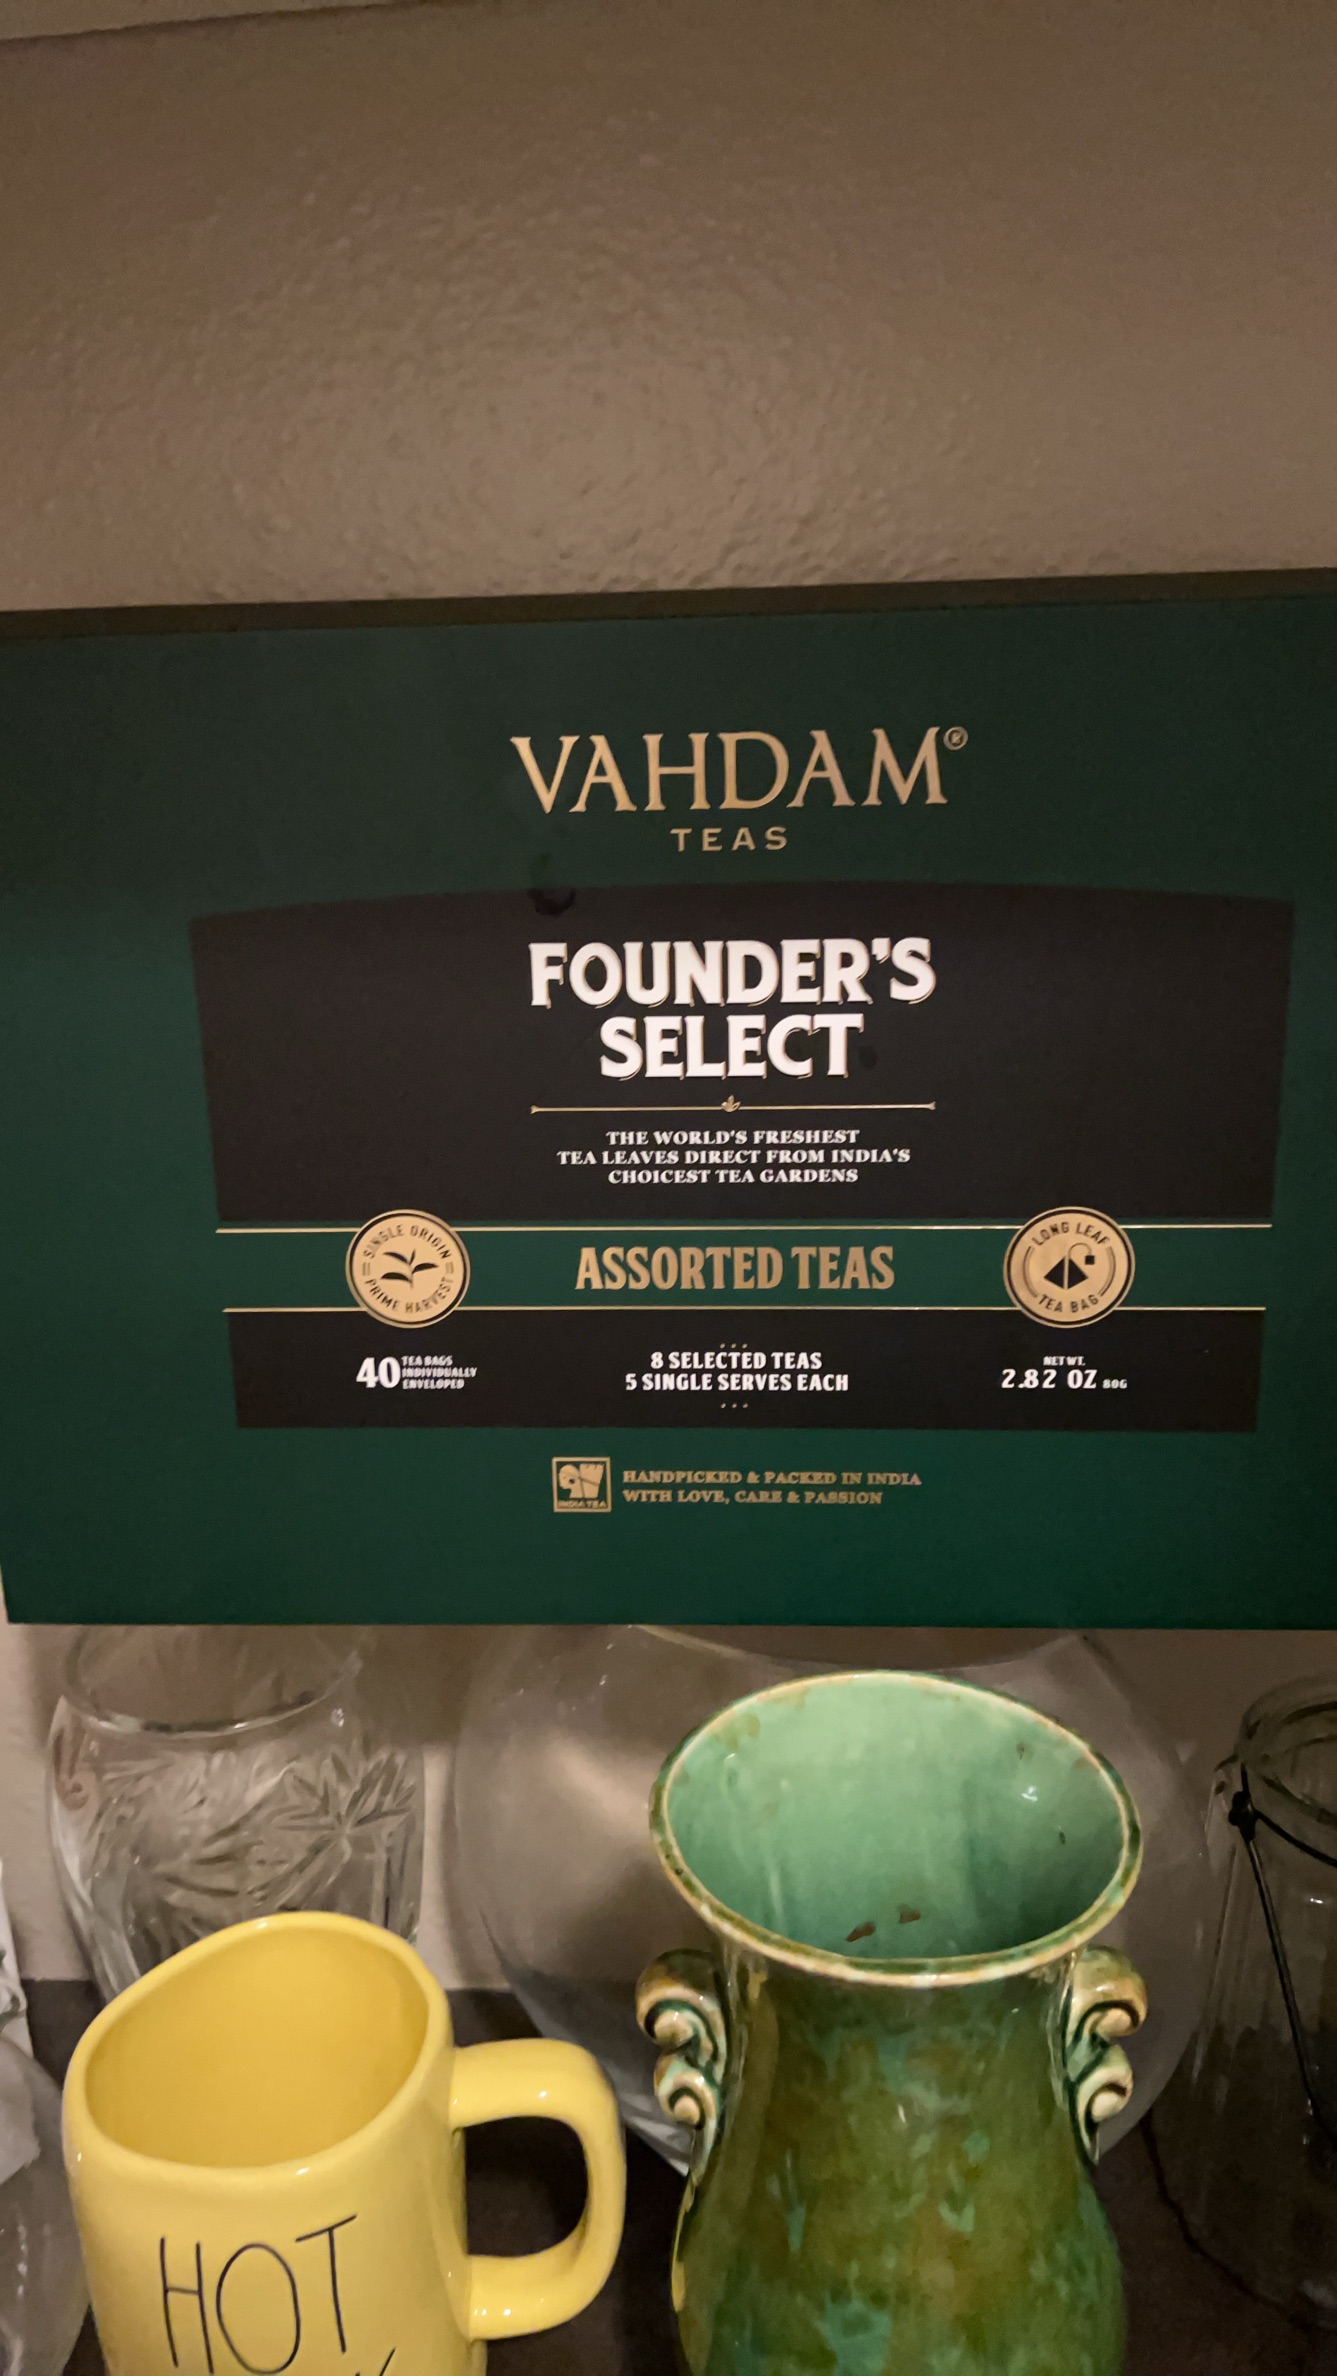 VAHDAM®
TEAS
FOUNDER'S
SELECT
THE WORLD'S FRESHEST
TEA LEAVES DIRECT FROM INDIA'S
CHOICEST TEA GARDENS
SINGLE ORIGIN
PRIME HARVEST
ASSORTED TEAS
LONG LEAF
TEA BAG
40 TEA BAGS
INDIVIDUALLY
ENVELOPED
8 SELECTED TEAS
5 SINGLE SERVES EACH
NET WT.
2.82 OZ 80G
INDIA TEA
HANDPICKED & PACKED IN INDIA
WITH LOVE, CARE & PASSION
HOT